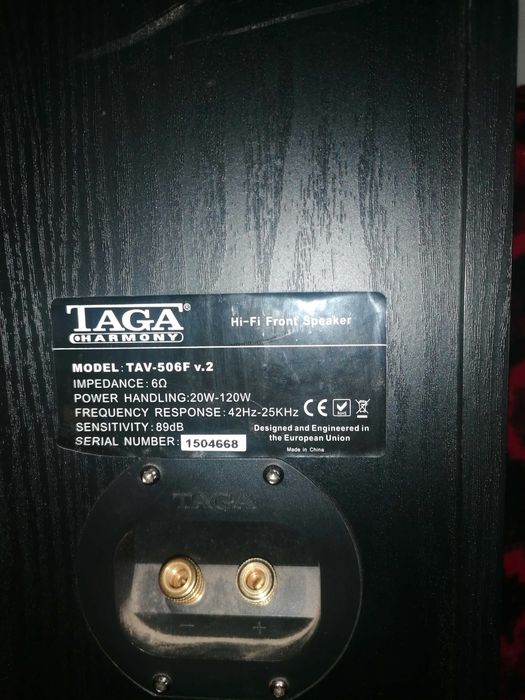 TAGA®
HARMONY
Hi-Fi Front Speaker
MODEL: TAV-506F v.2
IMPEDANCE: 6Ω
POWER HANDLING:20W-120W
FREQUENCY RESPONSE: 42Hz-25KHz
SENSITIVITY: 89dB
SERIAL NUMBER: 1504668
CE
Designed and Engineered in
the European Union
Made in China
TAGA
- +